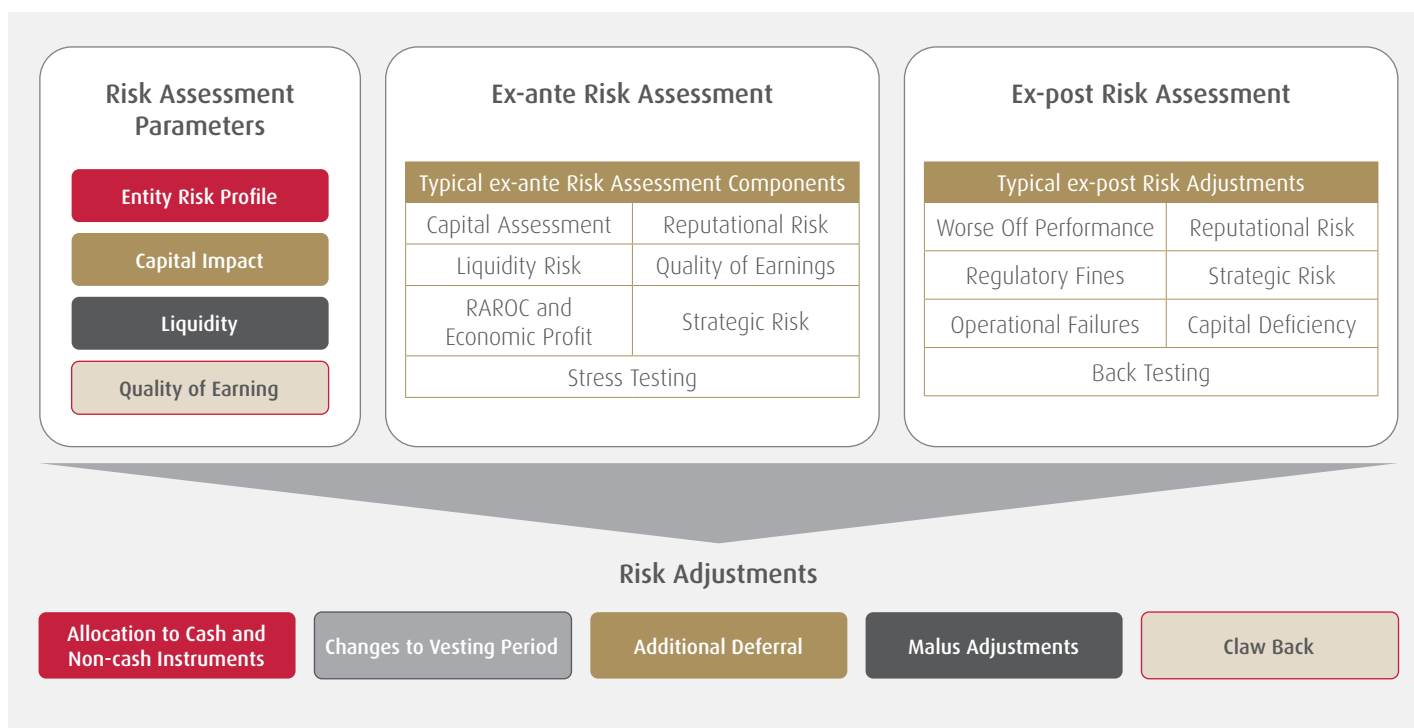 Risk Assessment
Parameters
Entity Risk Profile
Capital Impact
Liquidity
Quality of Earning
Ex-ante Risk Assessment
Typical ex-ante Risk Assessment Components
Capital Assessment
Reputational Risk
Liquidity Risk
Quality of Earnings
RAROC and
Economic Profit
Strategic Risk
Stress Testing
Ex-post Risk Assessment
Typical ex-post Risk Adjustments
Worse Off Performance
Reputational Risk
Regulatory Fines
Strategic Risk
Operational Failures
Capital Deficiency
Back Testing
Risk Adjustments
Allocation to Cash and
Non-cash Instruments
Changes to Vesting Period
Additional Deferral
Malus Adjustments
Claw Back